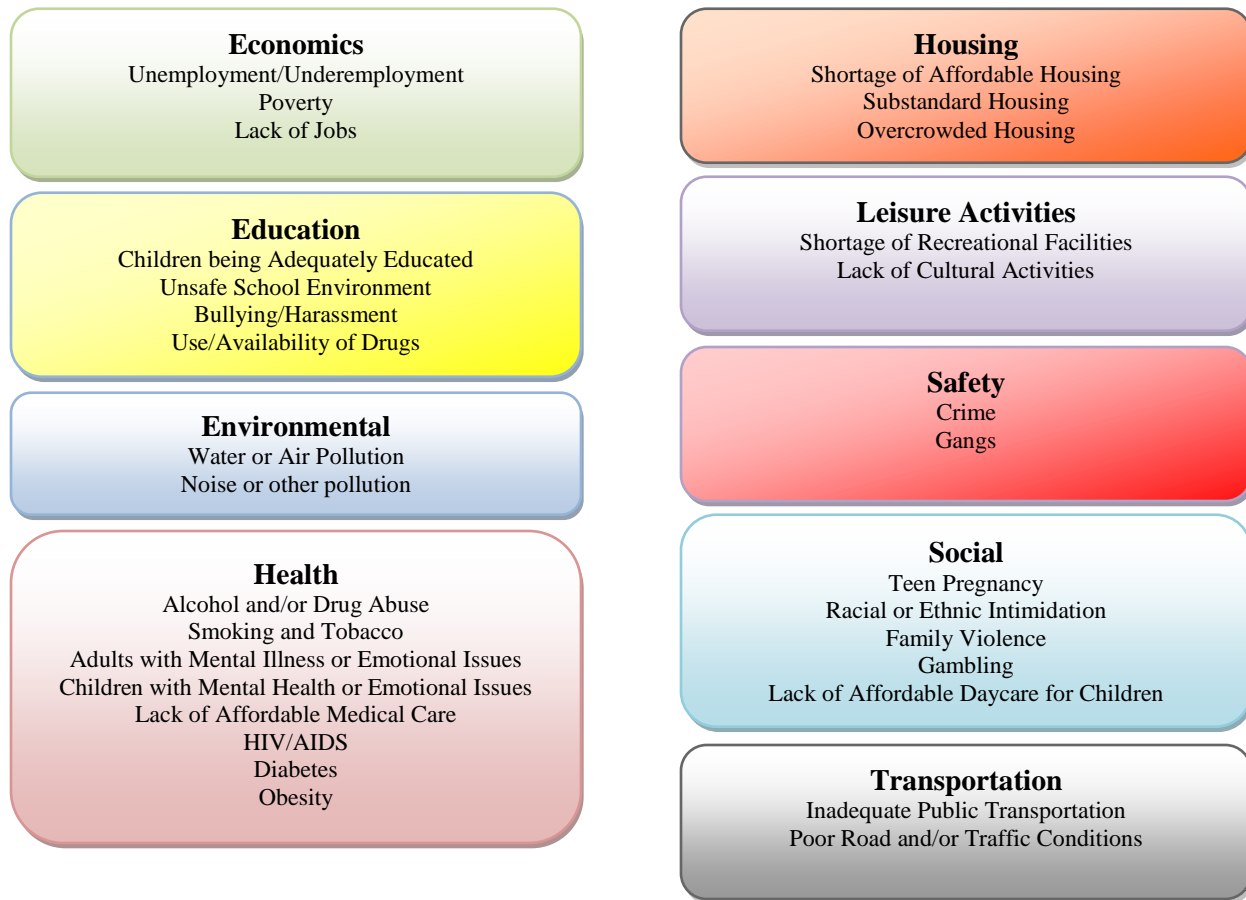 Economics
Unemployment/Underemployment
Poverty
Lack of Jobs
Education
Children being Adequately Educated
Unsafe School Environment
Bullying/Harassment
Use/Availability of Drugs
Environmental
Water or Air Pollution
Noise or other pollution
Health
Alcohol and/or Drug Abuse
Smoking and Tobacco
Adults with Mental Illness or Emotional Issues
Children with Mental Health or Emotional Issues
Lack of Affordable Medical Care
HIV/AIDS
Diabetes
Obesity
Housing
Shortage of Affordable Housing
Substandard Housing
Overcrowded Housing
Leisure Activities
Shortage of Recreational Facilities
Lack of Cultural Activities
Safety
Crime
Gangs
Social
Teen Pregnancy
Racial or Ethnic Intimidation
Family Violence
Gambling
Lack of Affordable Daycare for Children
Transportation
Inadequate Public Transportation
Poor Road and/or Traffic Conditions